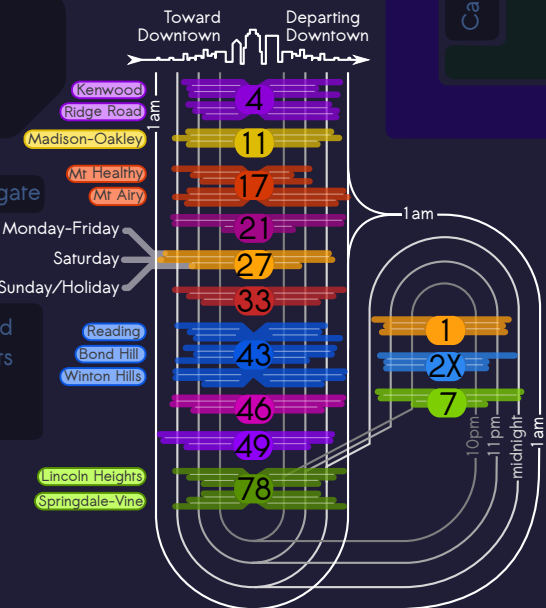 Toward
Downtown
Departing
Downtown
Ca
Kenwood
Ridge Road
4
1am
Madison-Oakley
11
Mt Healthy
Mt Airy
17
gate
21
1am
Monday-Friday
Saturday
Sunday/Holiday
27
33
d
rs
Reading
Bond Hill
Winton Hills
43
1
2X
7
46
49
10pm
11pm
midnight
1am
Lincoln Heights
Springdale-Vine
78